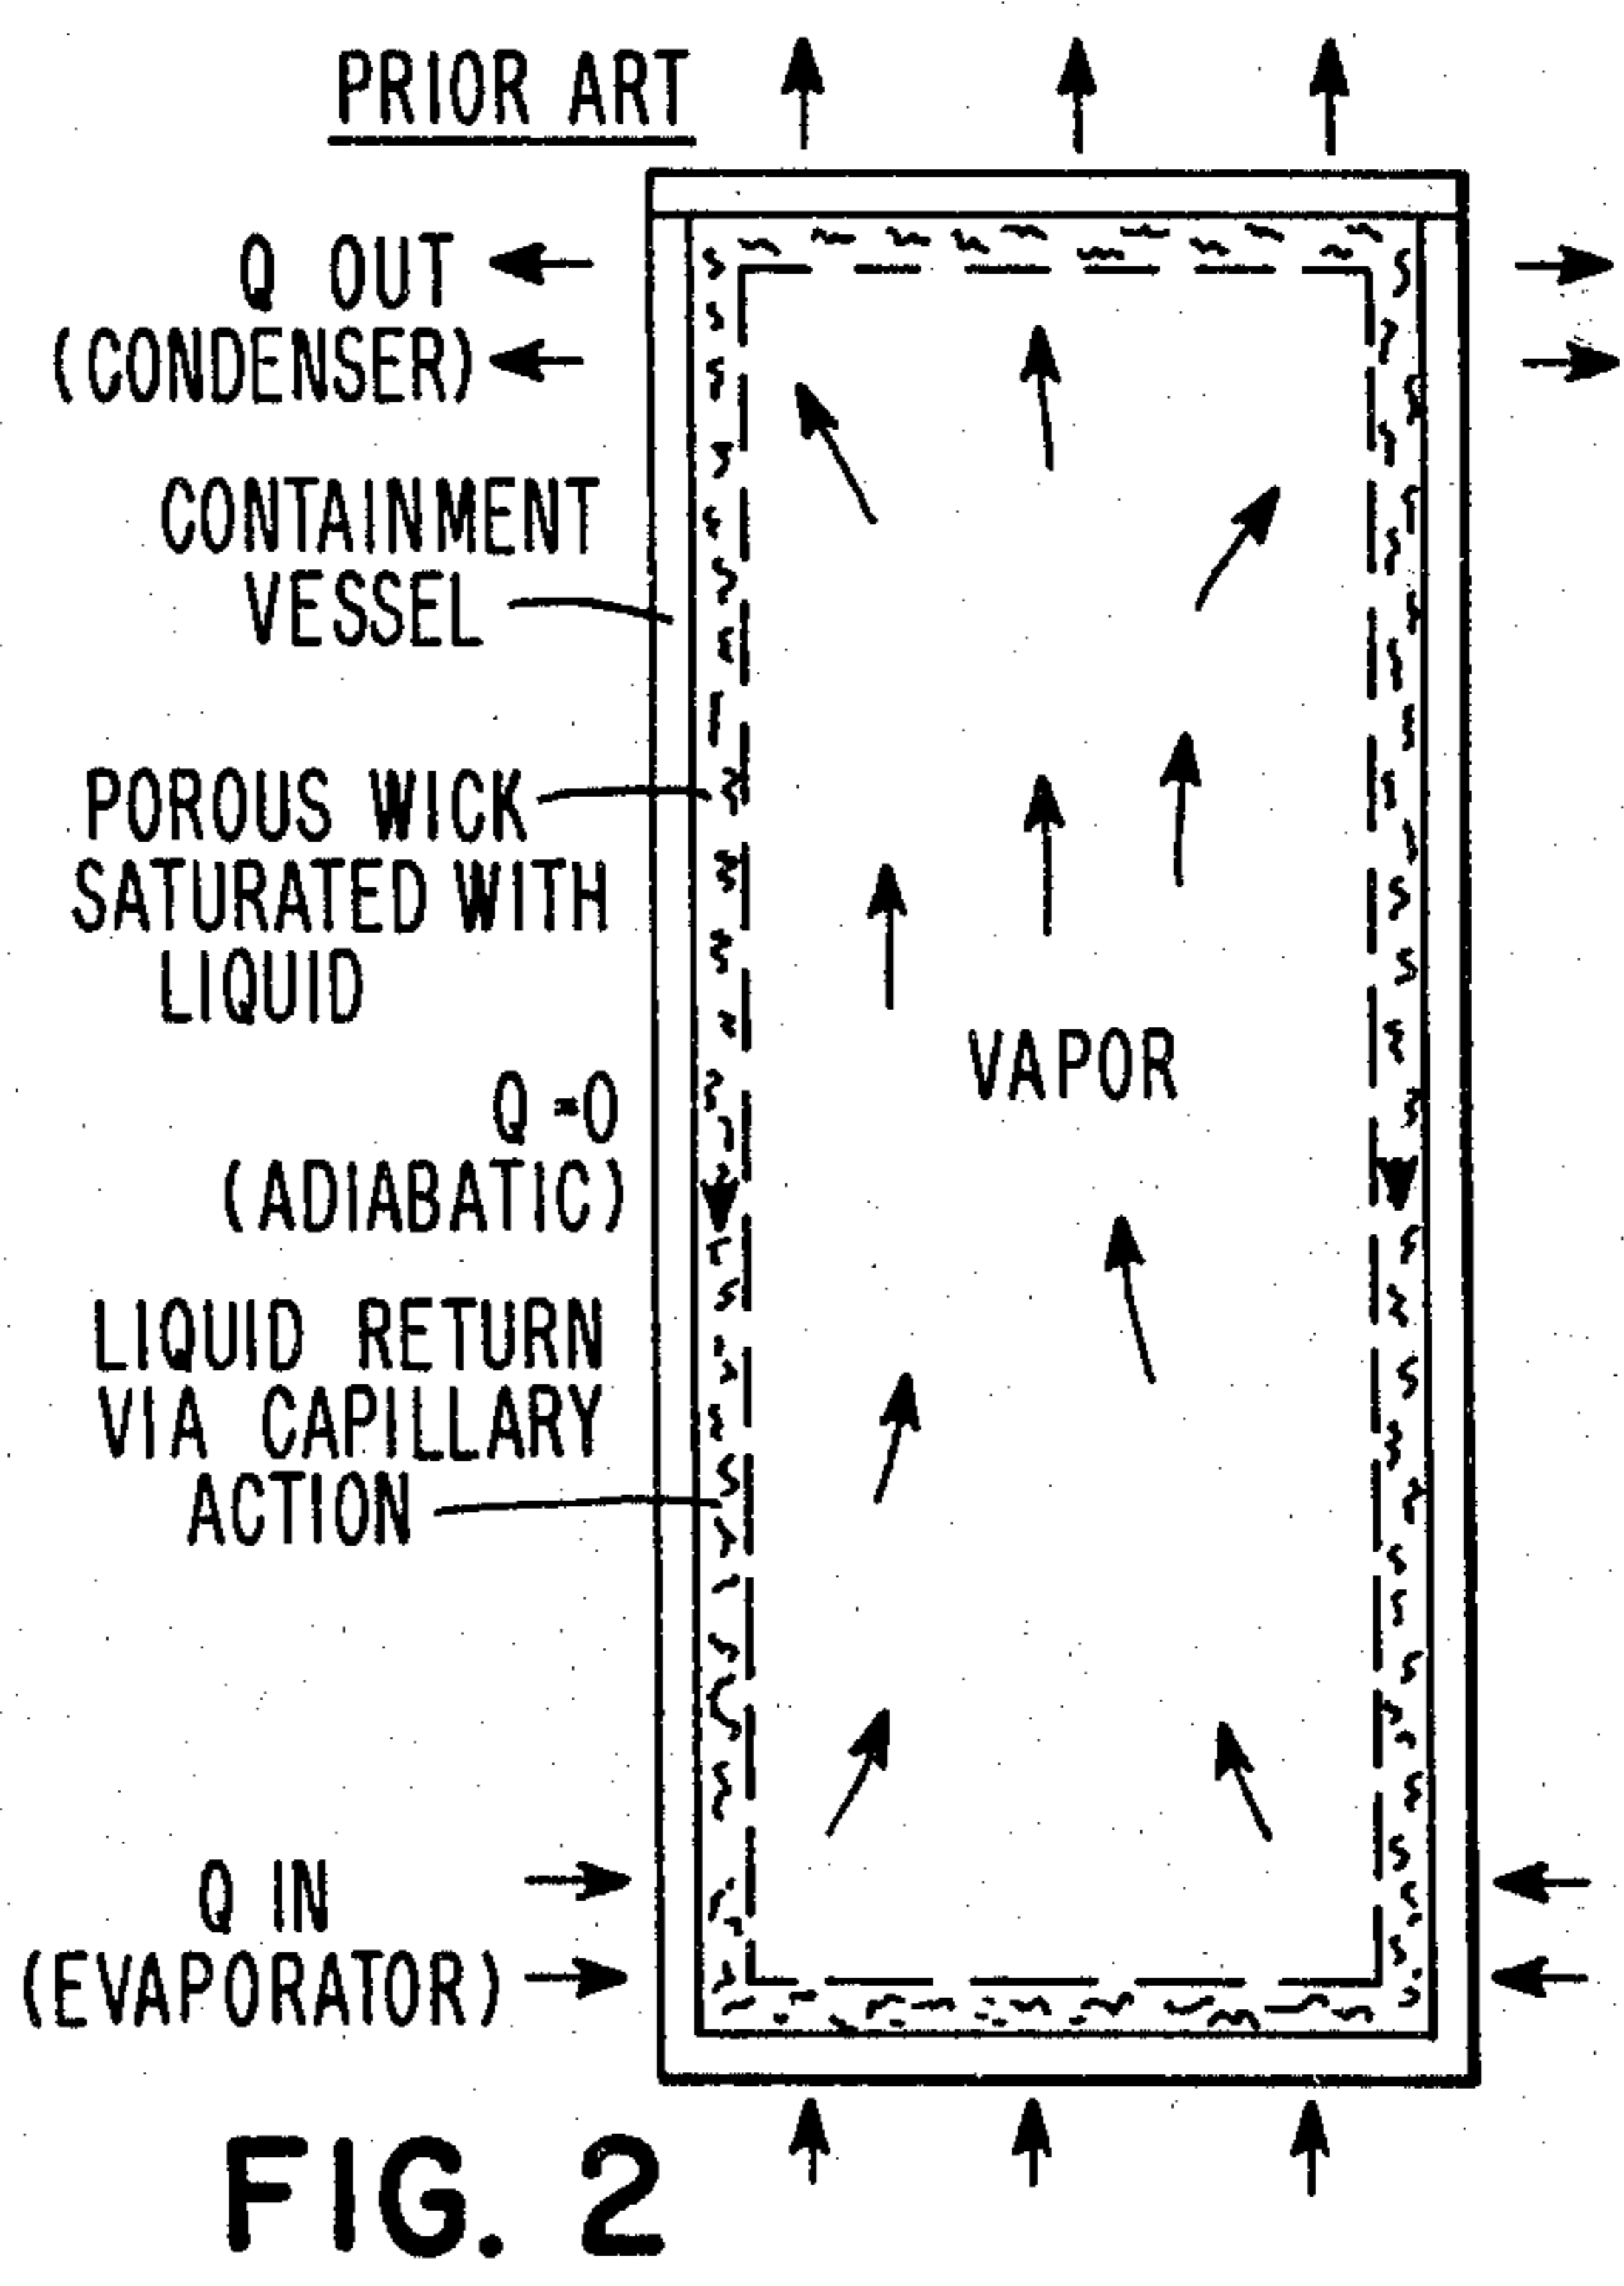 PRIOR ART
Q OUT
(CONDENSER)
CONTAINMENT
VESSEL
POROUS WICK
SATURATED WITH
LIQUID
VAPOR
Q=0
(ADIABATIC)
LIQUID RETURN
VIA CAPILLARY
ACTION
Q IN
(EVAPORATOR)
FIG. 2